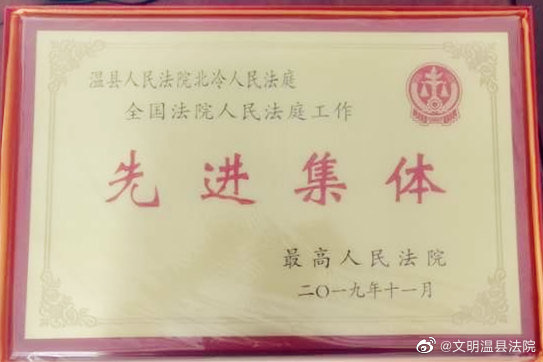 温县人民法院北冷人民法庭
全国法院人民法庭工作
先进集体
最高人民法院
二〇一九年十一月
@文明温县法院